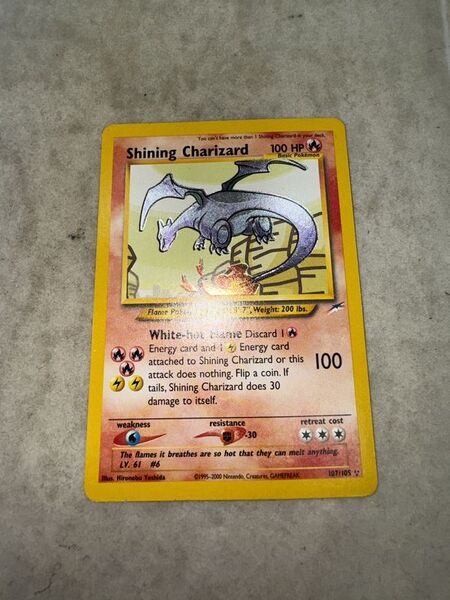 You can't have more than 1 Shining Charizard in your deck.
Shining Charizard 100 HP
Basic Pokémon
Flame Weight: 200 lbs.
White-hot Flame Discard 1
Energy card and 1 Energy card
attached to Shining Charizard or this
attack does nothing. Flip a coin. If
tails, Shining Charizard does 30
damage to itself.
100
weakness resistance retreat cost
-30
The flames it breathes are so hot that they can melt anything.
LV. 61 #6
Illus. Hironobu Yoshida ©1995-2000 Nintendo, Creatures, GAMEFREAK. 107/105